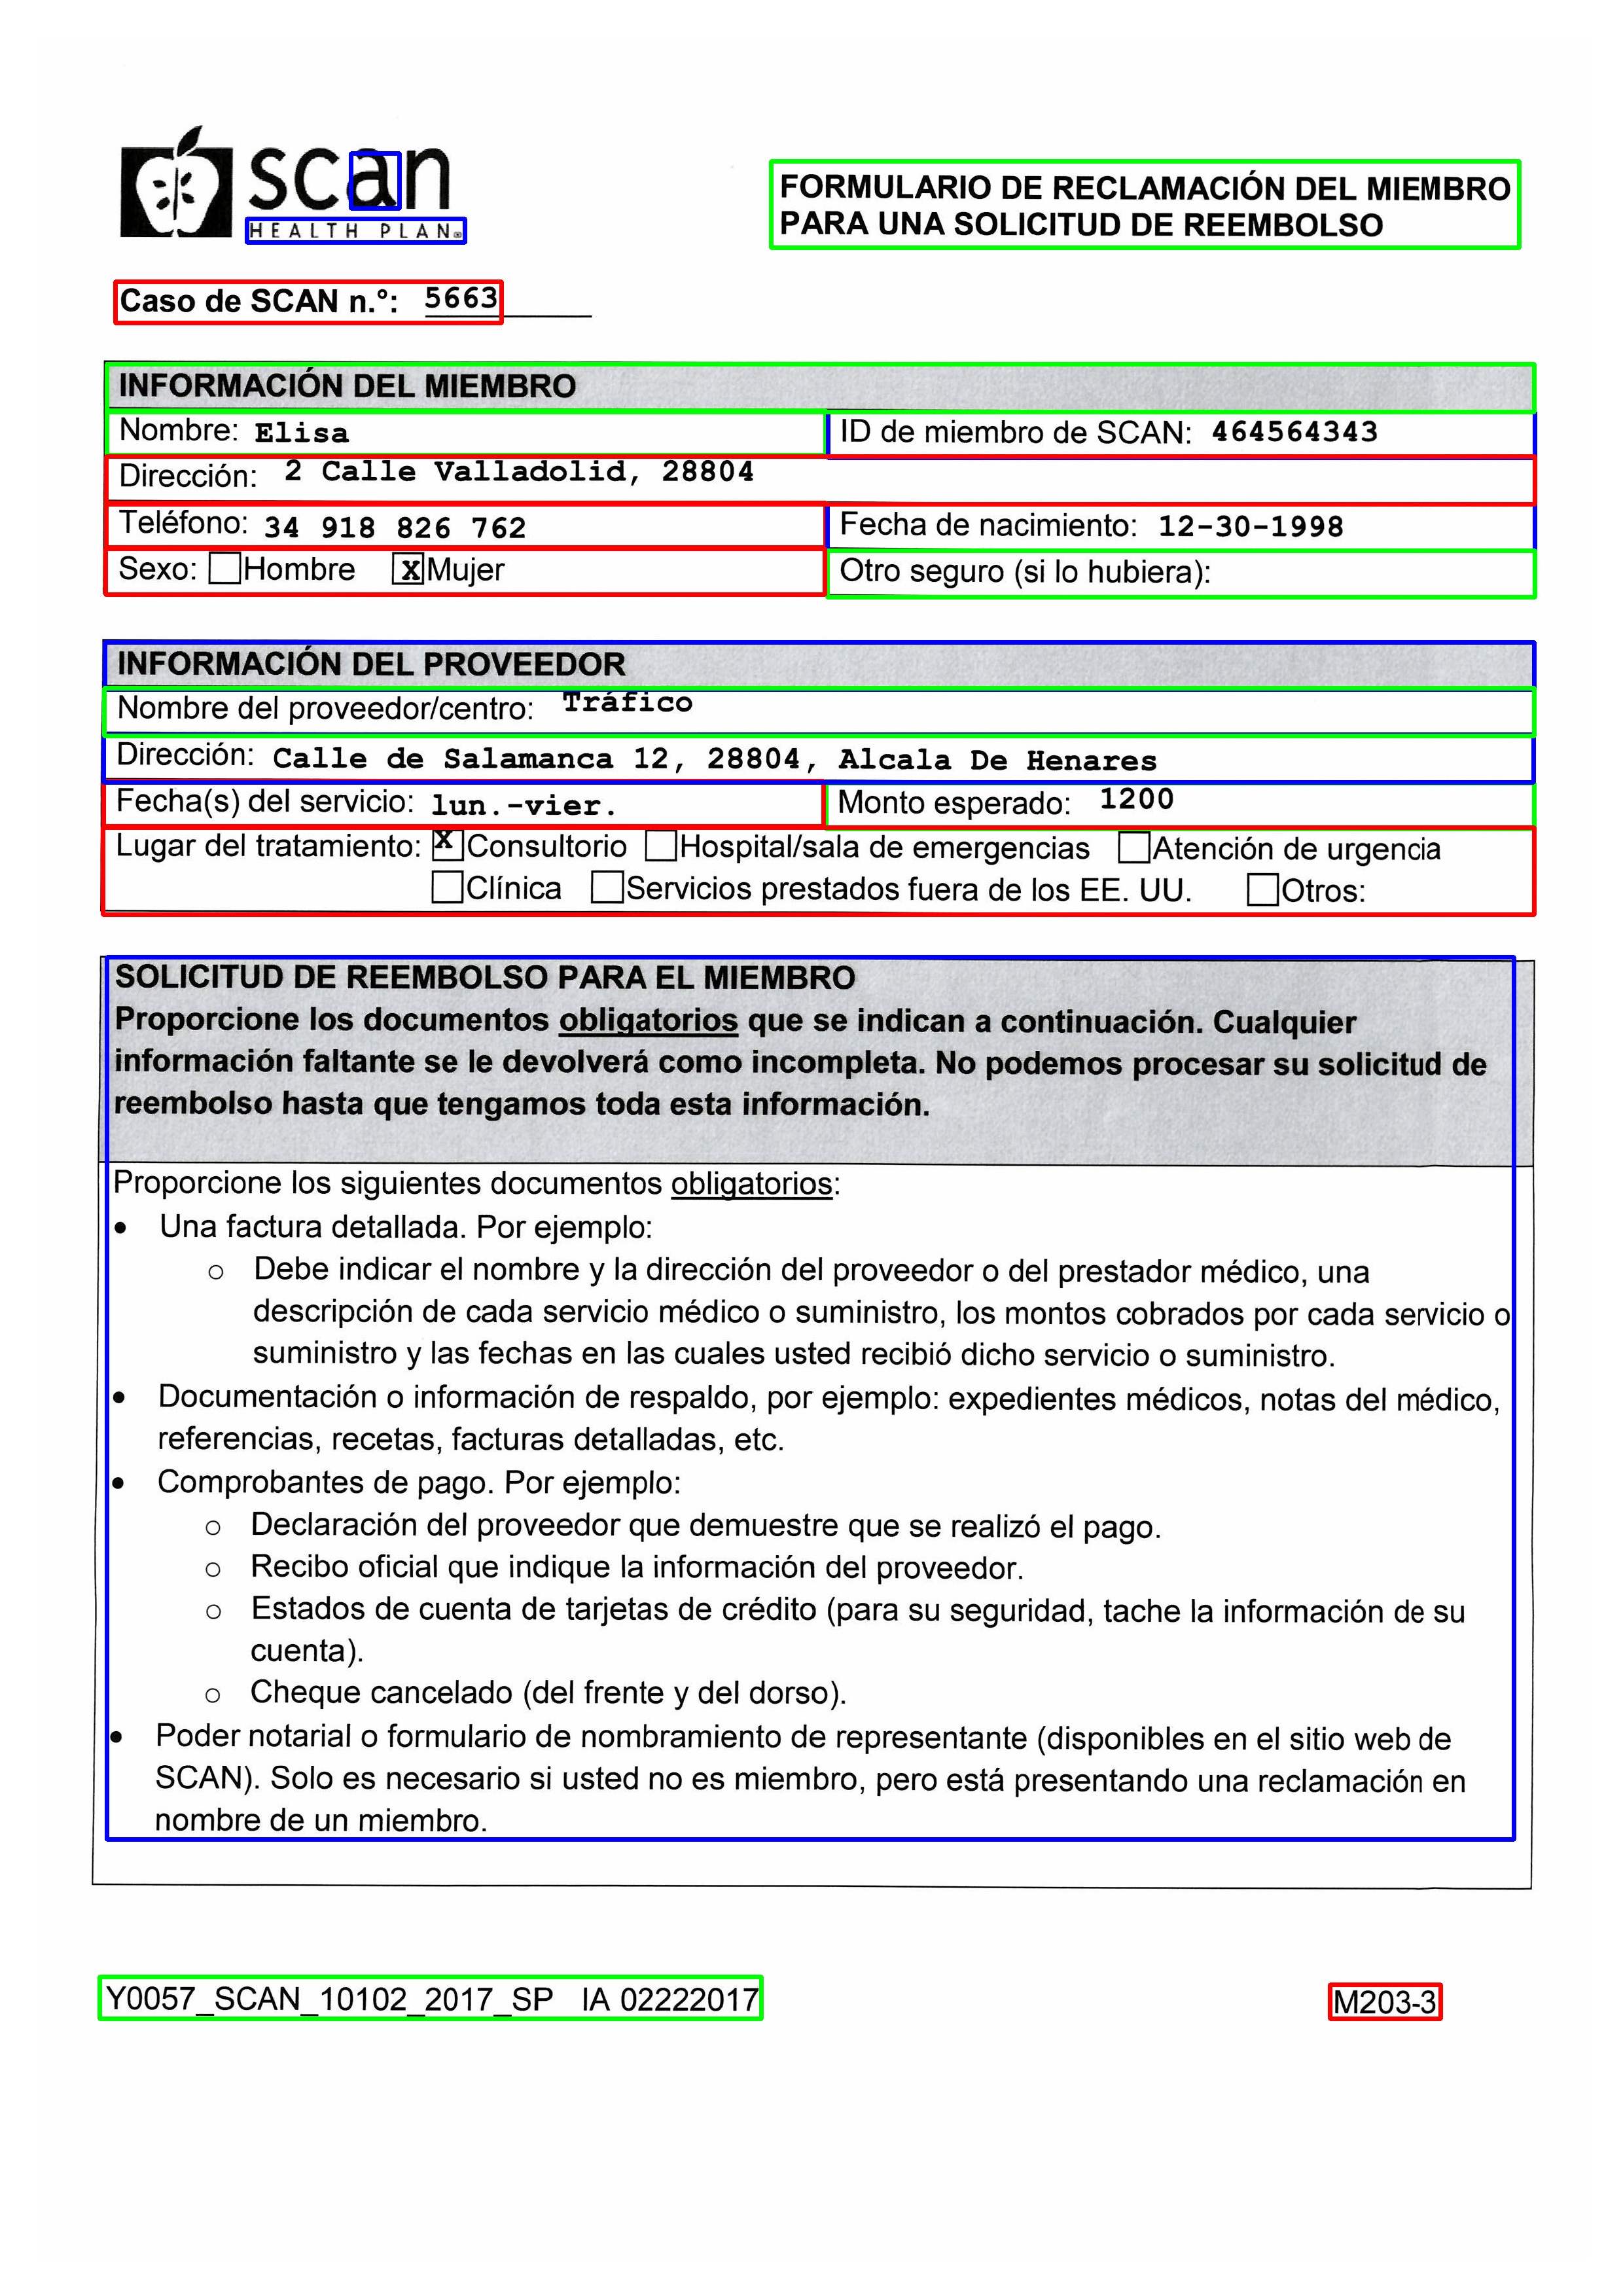 scan
HEALTH PLAN®
FORMULARIO DE RECLAMACIÓN DEL MIEMBRO
PARA UNA SOLICITUD DE REEMBOLSO
Caso de SCAN n.°: 5663
INFORMACIÓN DEL MIEMBRO
Nombre: Elisa
ID de miembro de SCAN: 464564343
Dirección: 2 Calle Valladolid, 28804
Teléfono: 34 918 826 762
Fecha de nacimiento: 12-30-1998
Sexo: Hombre X Mujer
Otro seguro (si lo hubiera):
INFORMACIÓN DEL PROVEEDOR
Nombre del proveedor/centro: Tráfico
Dirección: Calle de Salamanca 12, 28804, Alcala De Henares
Fecha(s) del servicio: lun.-vier.
Monto esperado: 1200
Lugar del tratamiento: X Consultorio Hospital/sala de emergencias Atención de urgencia
Clínica Servicios prestados fuera de los EE. UU. Otros:
SOLICITUD DE REEMBOLSO PARA EL MIEMBRO
Proporcione los documentos obligatorios que se indican a continuación. Cualquier
información faltante se le devolverá como incompleta. No podemos procesar su solicitud de
reembolso hasta que tengamos toda esta información.
Proporcione los siguientes documentos obligatorios:
• Una factura detallada. Por ejemplo:
o Debe indicar el nombre y la dirección del proveedor o del prestador médico, una
descripción de cada servicio médico o suministro, los montos cobrados por cada servicio o
suministro y las fechas en las cuales usted recibió dicho servicio o suministro.
• Documentación o información de respaldo, por ejemplo: expedientes médicos, notas del médico,
referencias, recetas, facturas detalladas, etc.
• Comprobantes de pago. Por ejemplo:
o Declaración del proveedor que demuestre que se realizó el pago.
o Recibo oficial que indique la información del proveedor.
o Estados de cuenta de tarjetas de crédito (para su seguridad, tache la información de su
cuenta).
o Cheque cancelado (del frente y del dorso).
• Poder notarial o formulario de nombramiento de representante (disponibles en el sitio web de
SCAN). Solo es necesario si usted no es miembro, pero está presentando una reclamación en
nombre de un miembro.
Y0057_SCAN_10102_2017_SP IA 02222017
M203-3